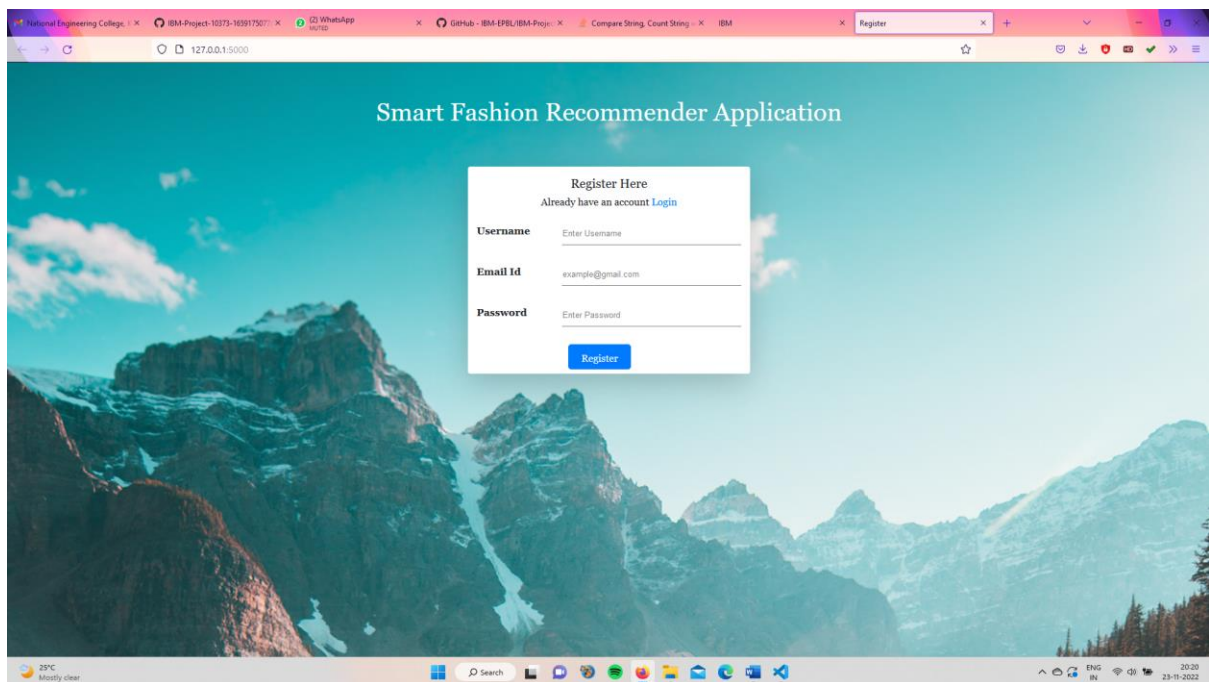 National Engineering College,
IBM-Project-10373-1659175071
(2) WhatsApp
MUTED
GitHub - IBM-EPBL/IBM-Project
Compare String, Count String
IBM
Register
127.0.0.1:5000
Smart Fashion Recommender Application
Register Here
Already have an account Login
Username
Enter Username
Email Id
example@gmail.com
Password
Enter Password
Register
25°C
Mostly clear
Search
ENG
IN
20:20
23-11-2022